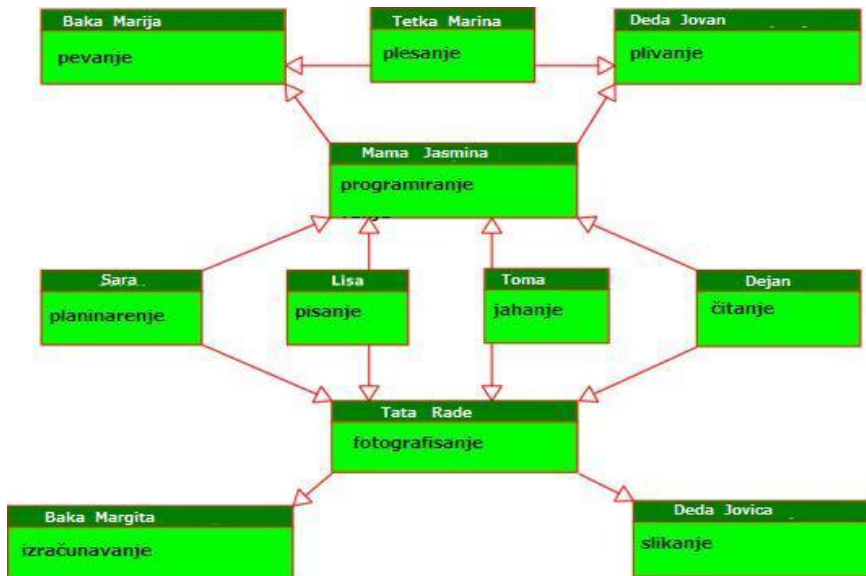 Baka Marija
pevanje
Tetka Marina
plesanje
Deda Jovan
plivanje
Mama Jasmina
programiranje
Sara
planinarenje
Lisa
pisanje
Toma
jahanje
Dejan
čitanje
Tata Rade
fotografisanje
Baka Margita
izračunavanje
Deda Jovica
slikanje